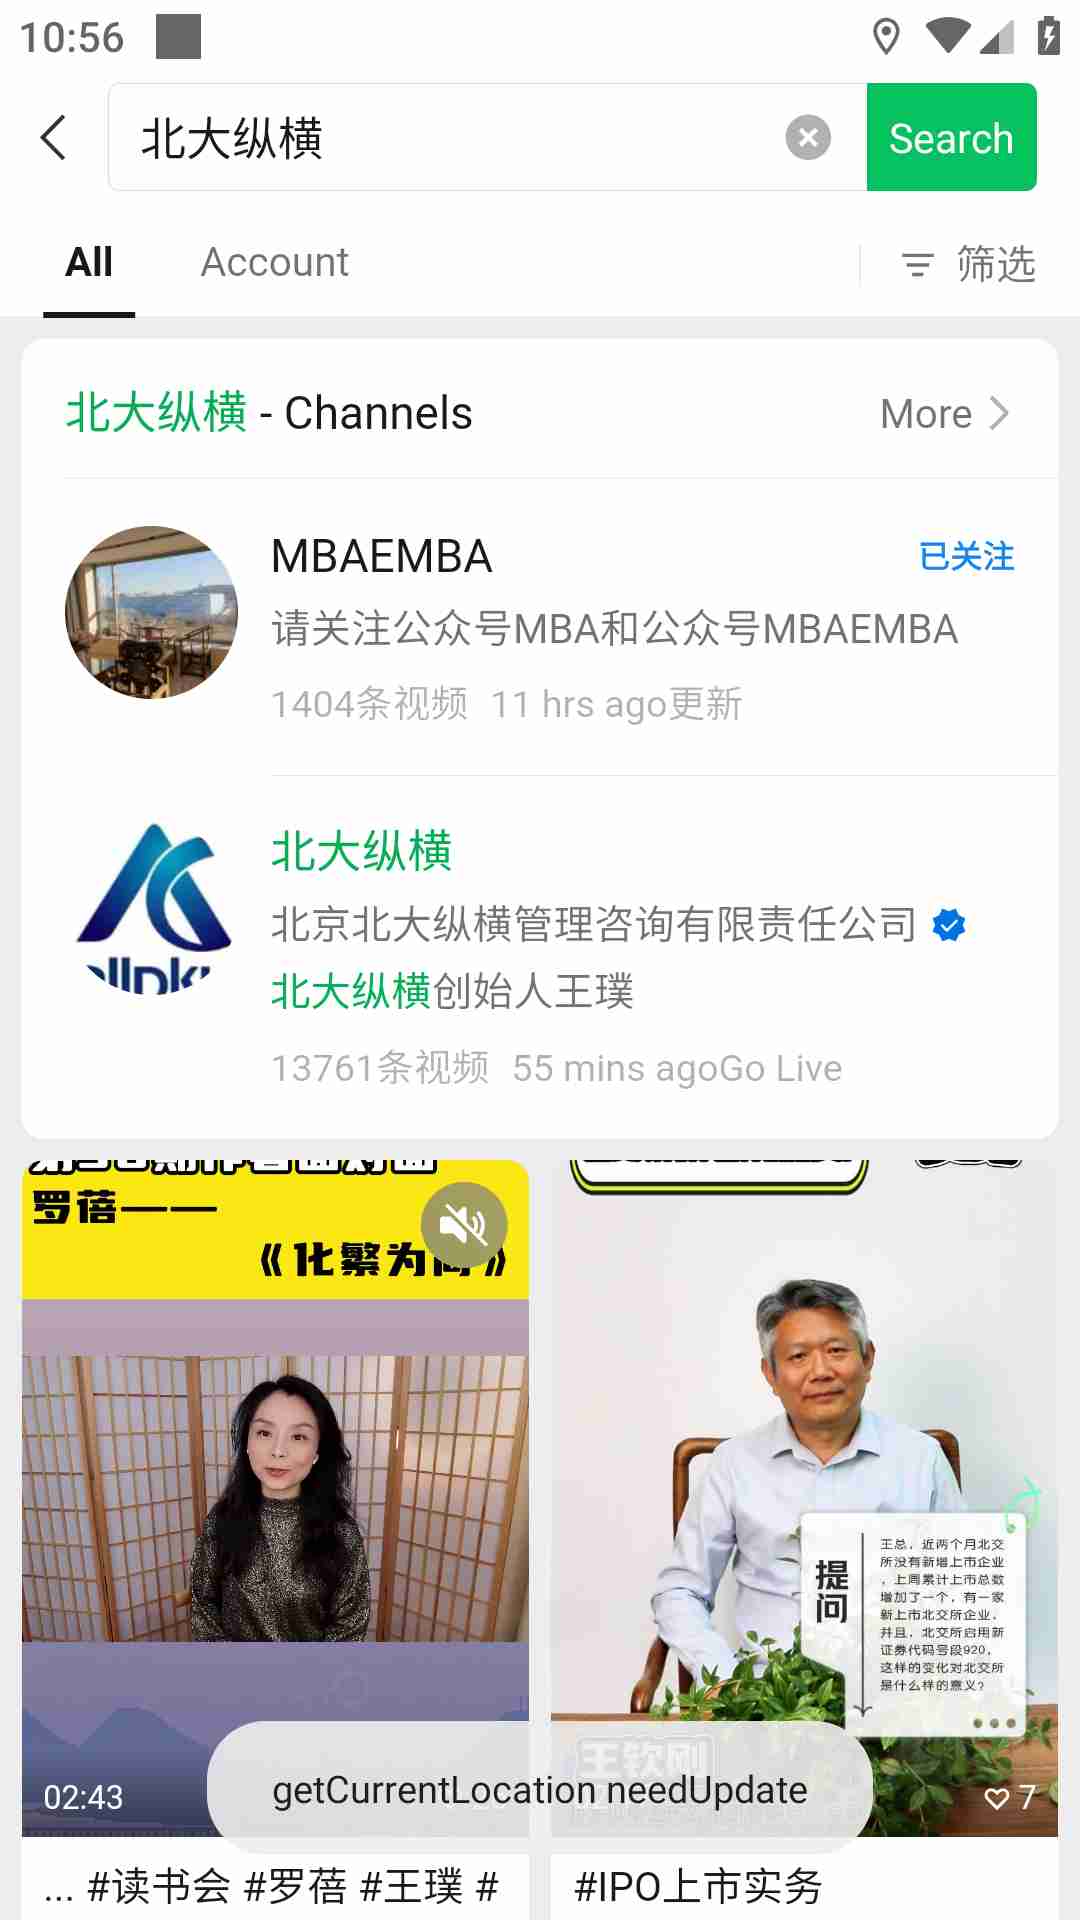 10:56
北大纵横
Search
All
Account
筛选
北大纵横 - Channels
More
MBAEMBA
已关注
请关注公众号MBA和公众号MBAEMBA
1404条视频 11 hrs ago更新
北大纵横
北京北大纵横管理咨询有限责任公司
北大纵横创始人王璞
13761条视频 55 mins agoGo Live
罗蓓——
《化繁为简》
提问
王总，近两个月北交
所没有新增上市企业
，上周累计上市总数
增加了一个，有一家
新上市北交所企业，
并且，北交所启用新
证券代码号段920，
这样的变化对北交所
是什么样的意义？
王钦刚
02:43
7
getCurrentLocation needUpdate
... #读书会 #罗蓓 #王璞 #
#IPO上市实务